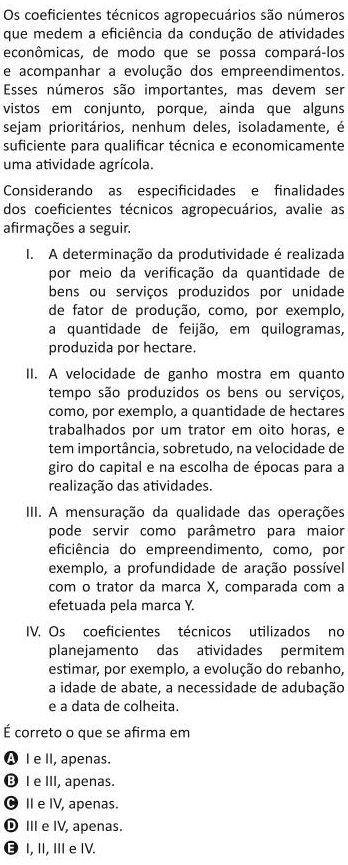 Os coeficientes técnicos agropecuários são números
que medem a eficiência da condução de atividades
econômicas, de modo que se possa compará-los
e acompanhar a evolução dos empreendimentos.
Esses números são importantes, mas devem ser
vistos em conjunto, porque, ainda que alguns
sejam prioritários, nenhum deles, isoladamente, é
suficiente para qualificar técnica e economicamente
uma atividade agrícola.
Considerando as especificidades e finalidades
dos coeficientes técnicos agropecuários, avalie as
afirmações a seguir.
I. A determinação da produtividade é realizada
por meio da verificação da quantidade de
bens ou serviços produzidos por unidade
de fator de produção, como, por exemplo,
a quantidade de feijão, em quilogramas,
produzida por hectare.
II. A velocidade de ganho mostra em quanto
tempo são produzidos os bens ou serviços,
como, por exemplo, a quantidade de hectares
trabalhados por um trator em oito horas, e
tem importância, sobretudo, na velocidade de
giro do capital e na escolha de épocas para a
realização das atividades.
III. A mensuração da qualidade das operações
pode servir como parâmetro para maior
eficiência do empreendimento, como, por
exemplo, a profundidade de aração possível
com o trator da marca X, comparada com a
efetuada pela marca Y.
IV. Os coeficientes técnicos utilizados no
planejamento das atividades permitem
estimar, por exemplo, a evolução do rebanho,
a idade de abate, a necessidade de adubação
e a data de colheita.
É correto o que se afirma em
A I e II, apenas.
B I e III, apenas.
C II e IV, apenas.
D III e IV, apenas.
E I, II, III e IV.